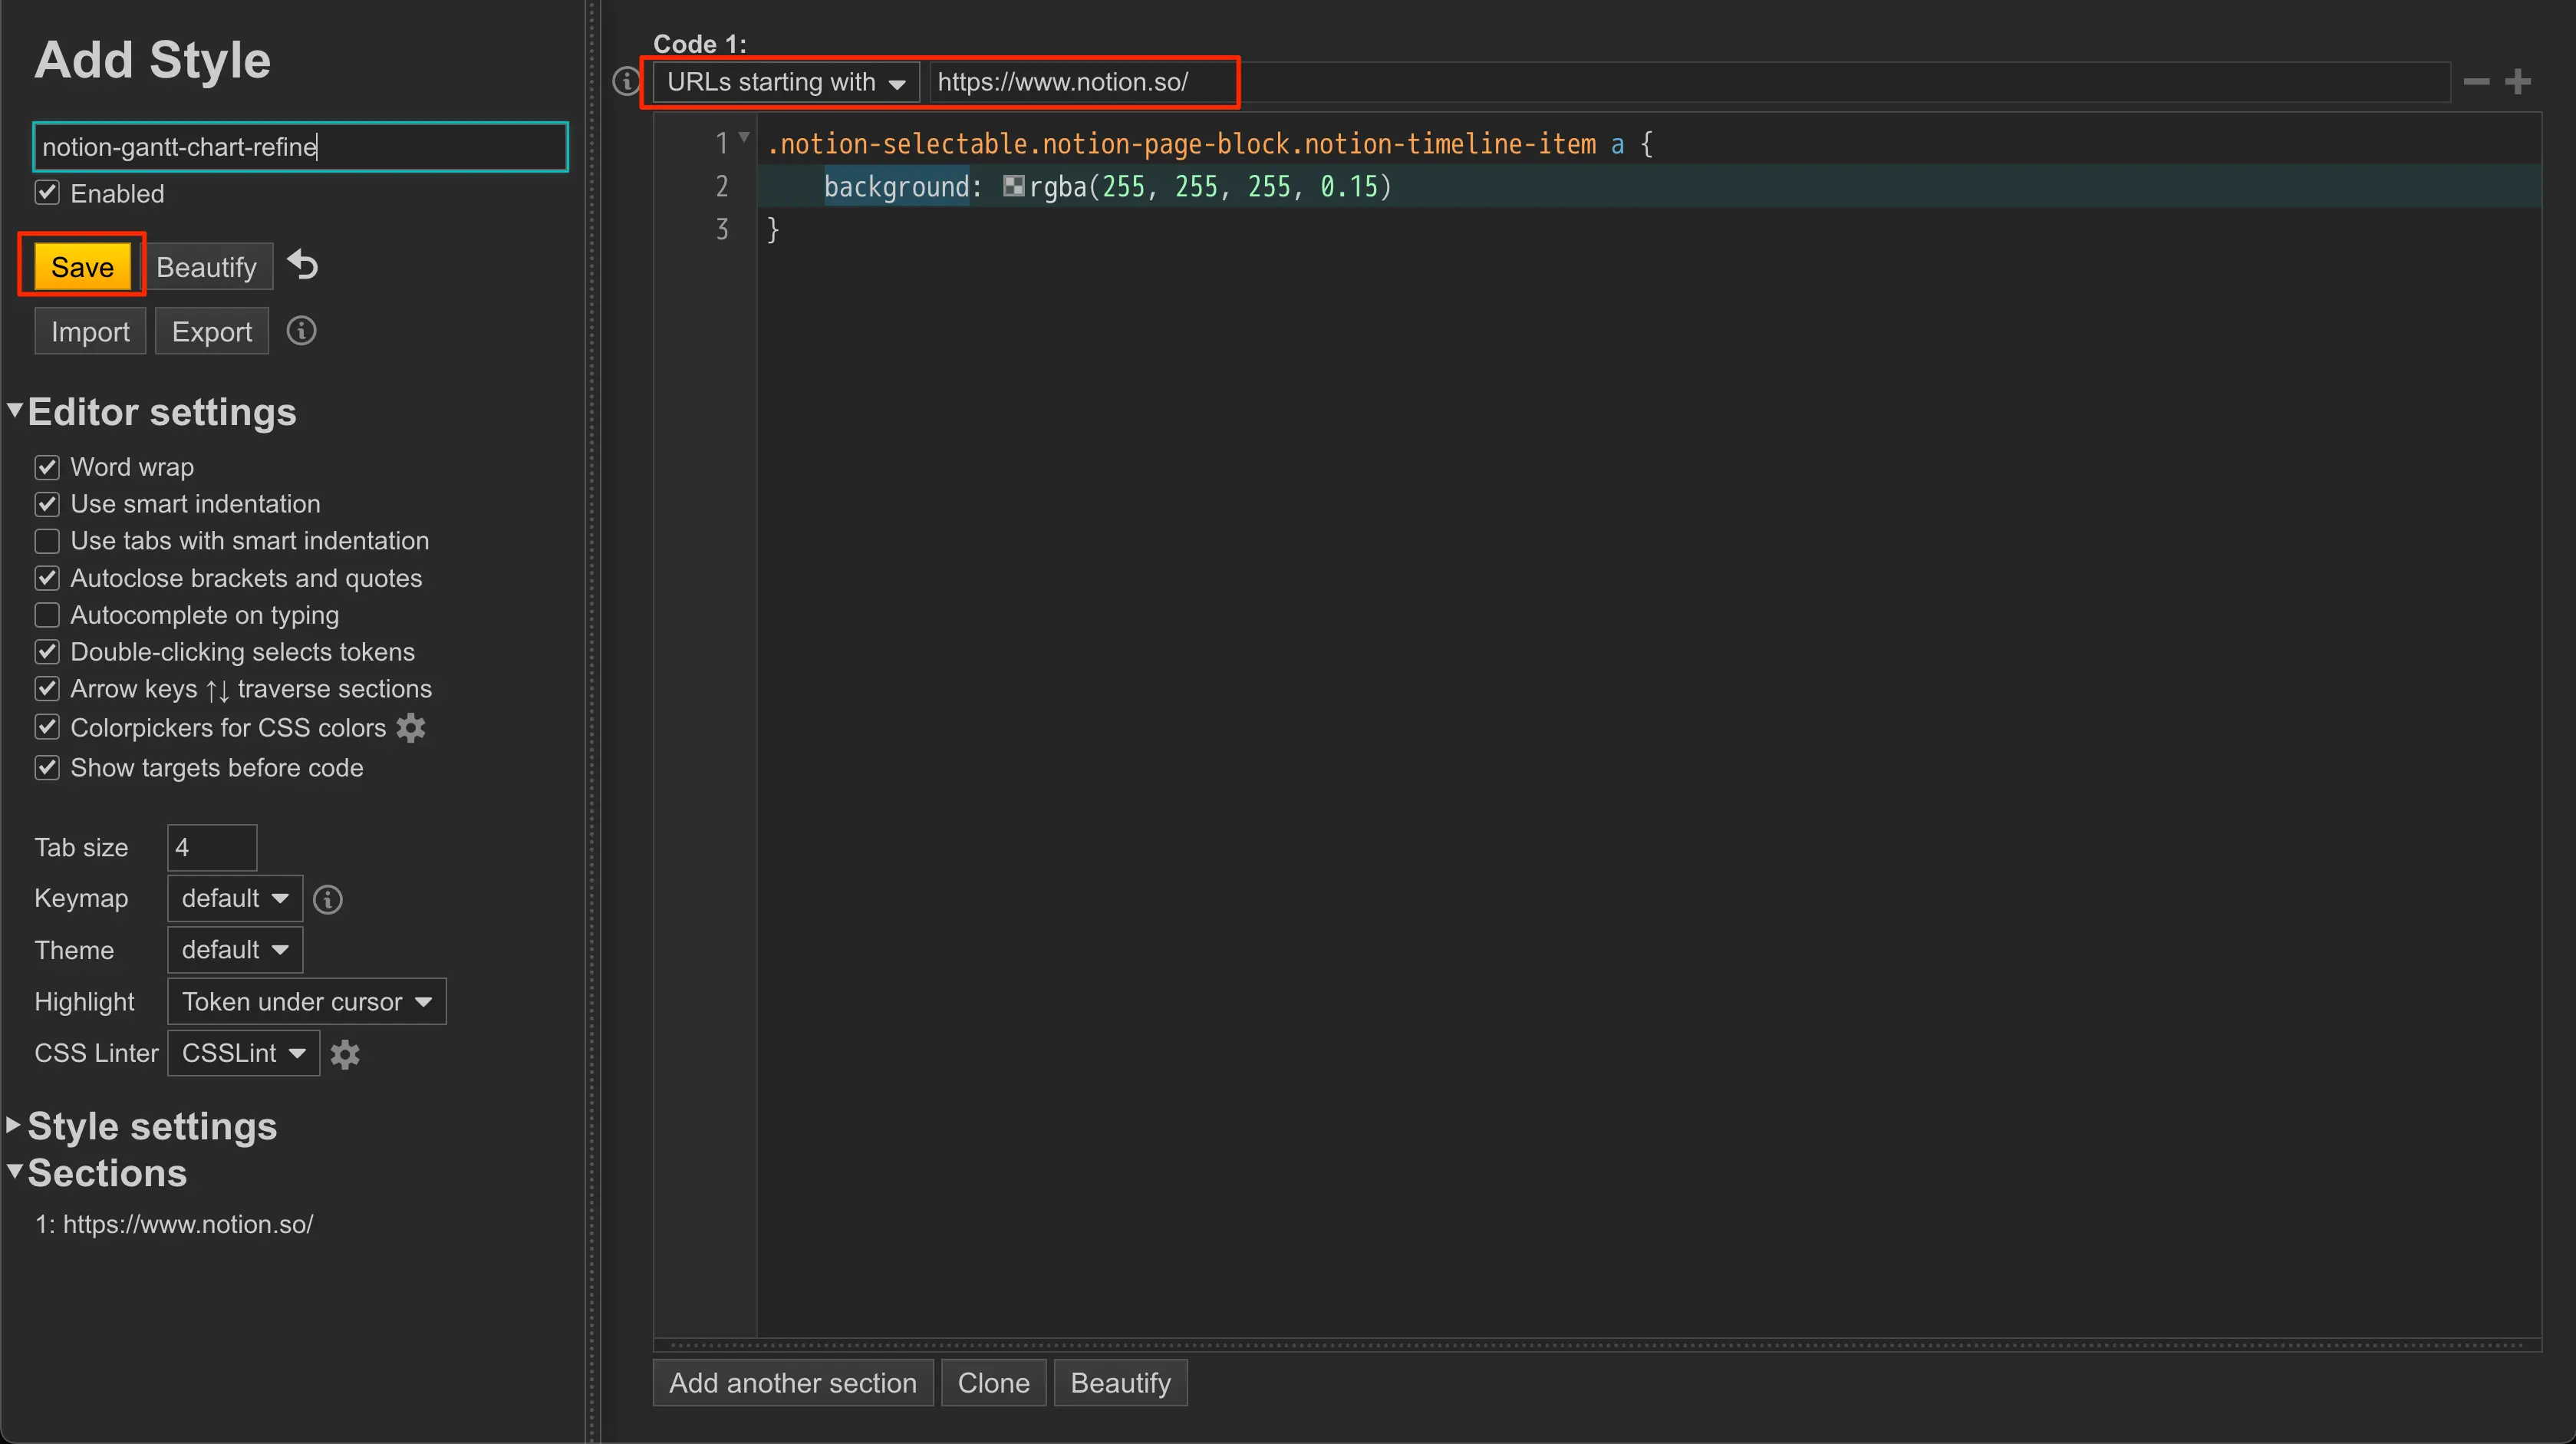 Add Style
notion-gantt-chart-refine
Enabled
Save Beautify
Import Export
Editor settings
Word wrap
Use smart indentation
Use tabs with smart indentation
Autoclose brackets and quotes
Autocomplete on typing
Double-clicking selects tokens
Arrow keys ↑↓ traverse sections
Colorpickers for CSS colors
Show targets before code
Tab size 4
Keymap default
Theme default
Highlight Token under cursor
CSS Linter CSSLint
Style settings
Sections
1: https://www.notion.so/
Code 1:
URLs starting with https://www.notion.so/
1 .notion-selectable.notion-page-block.notion-timeline-item a {
2 background: rgba(255, 255, 255, 0.15)
3 }
Add another section Clone Beautify